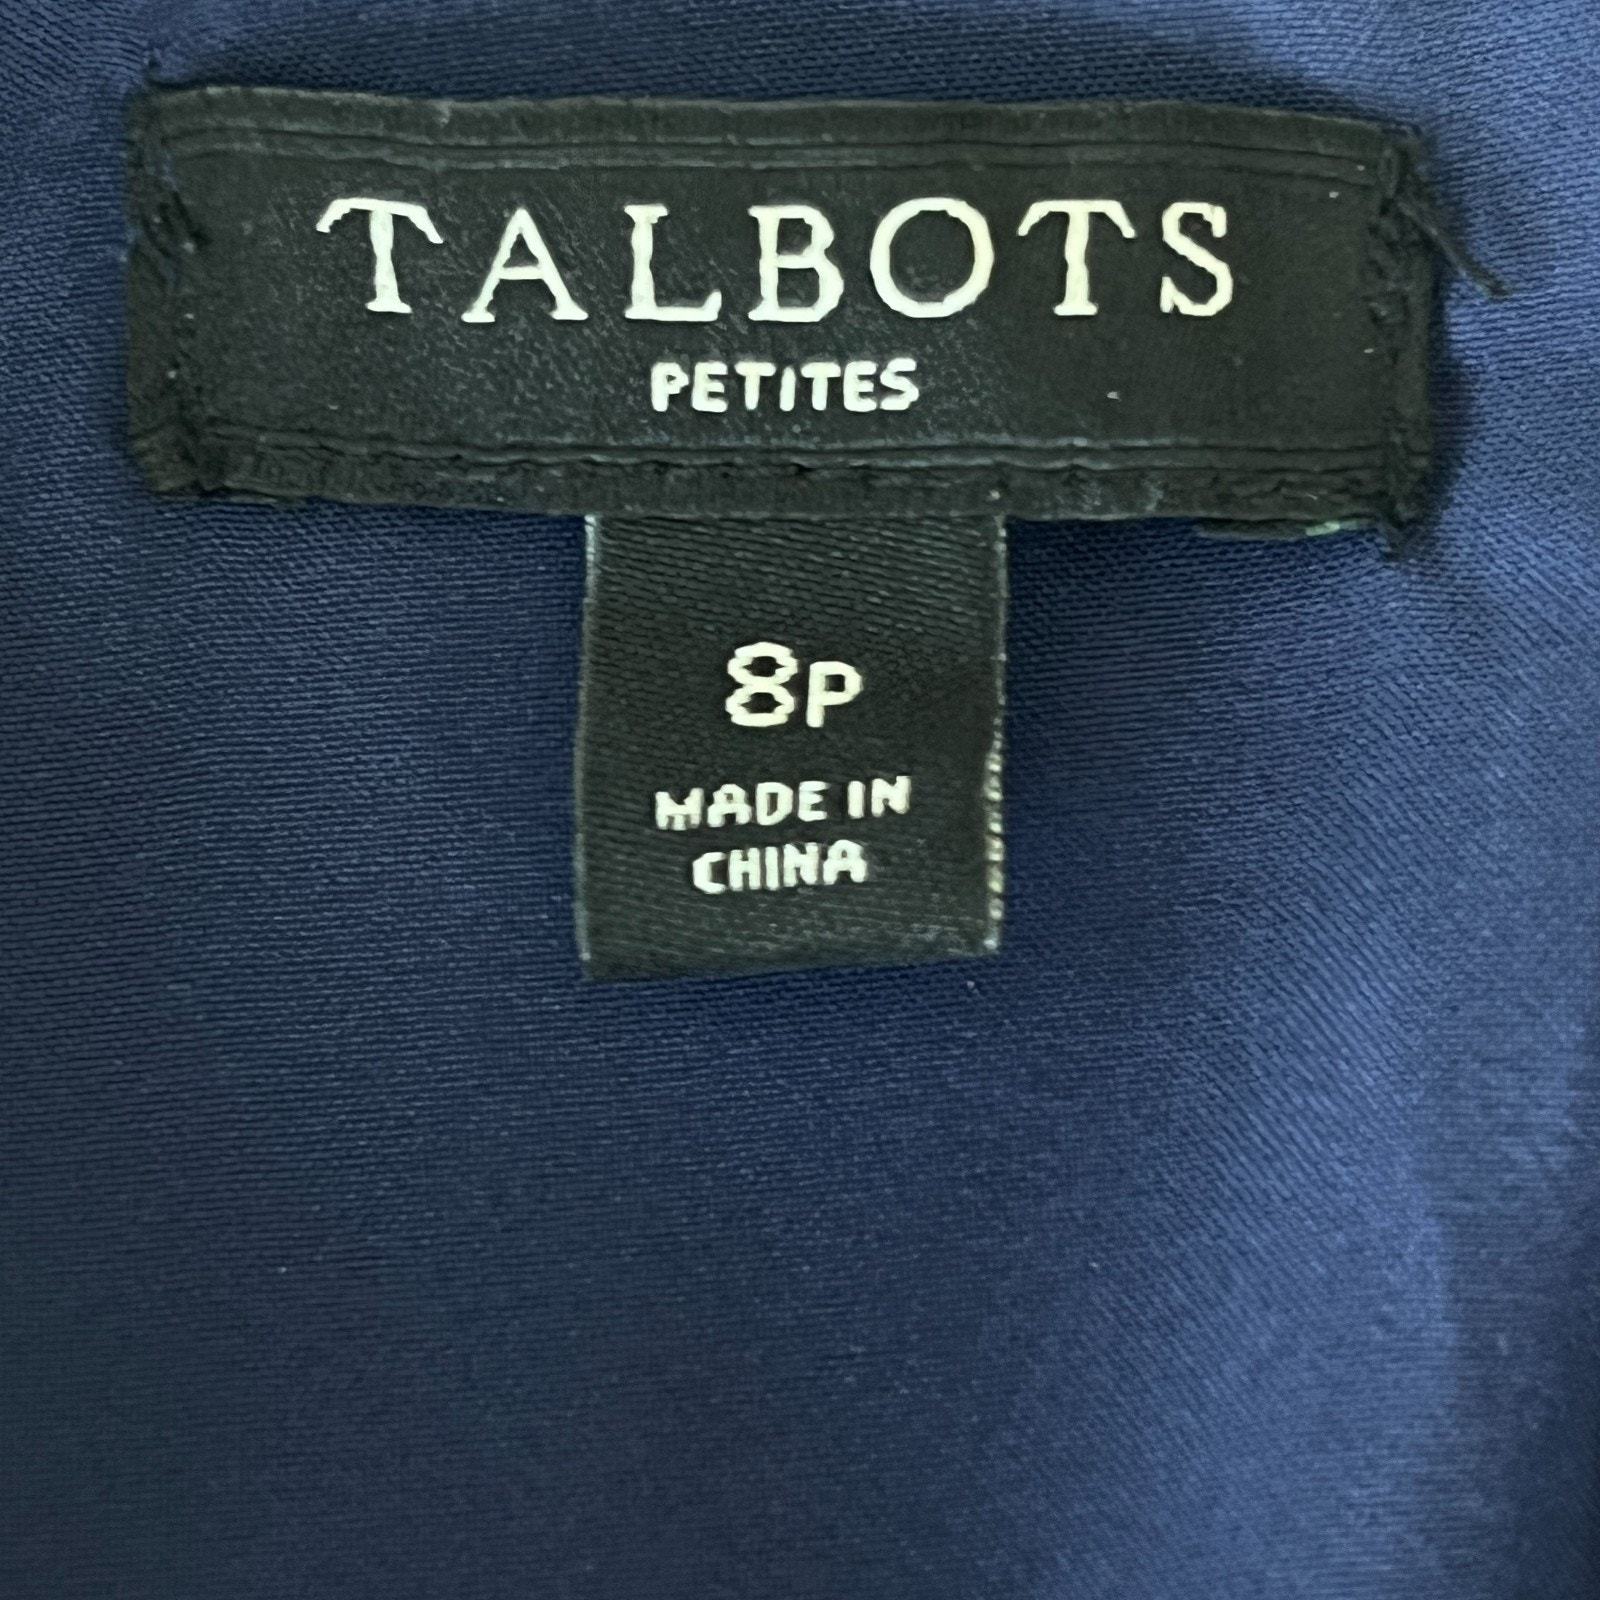 TALBOTS
PETITES
8P
MADE IN
CHINA